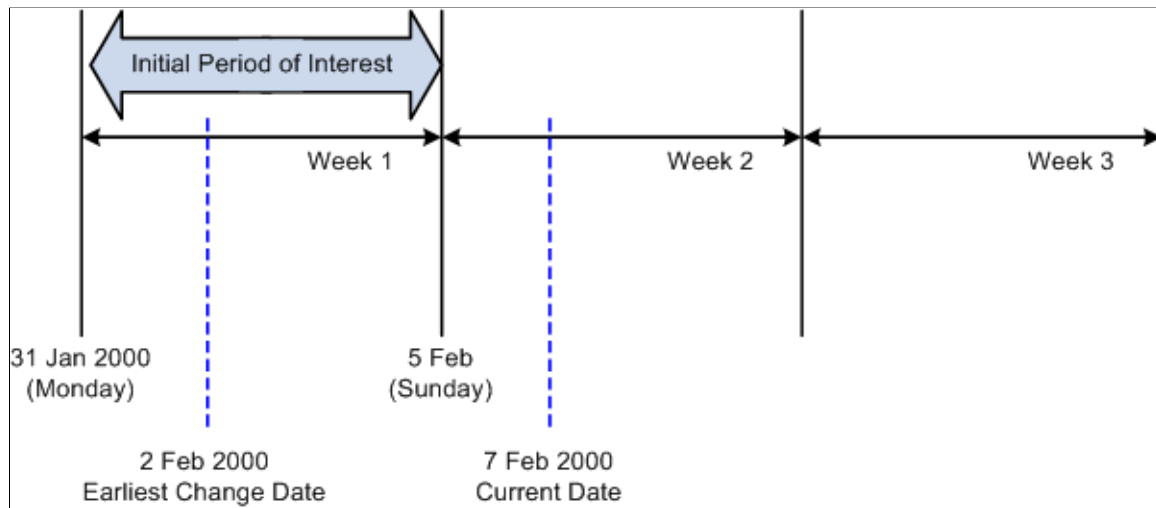 Initial Period of Interest
Week 1
Week 2
Week 3
31 Jan 2000
(Monday)
5 Feb
(Sunday)
2 Feb 2000
Earliest Change Date
7 Feb 2000
Current Date